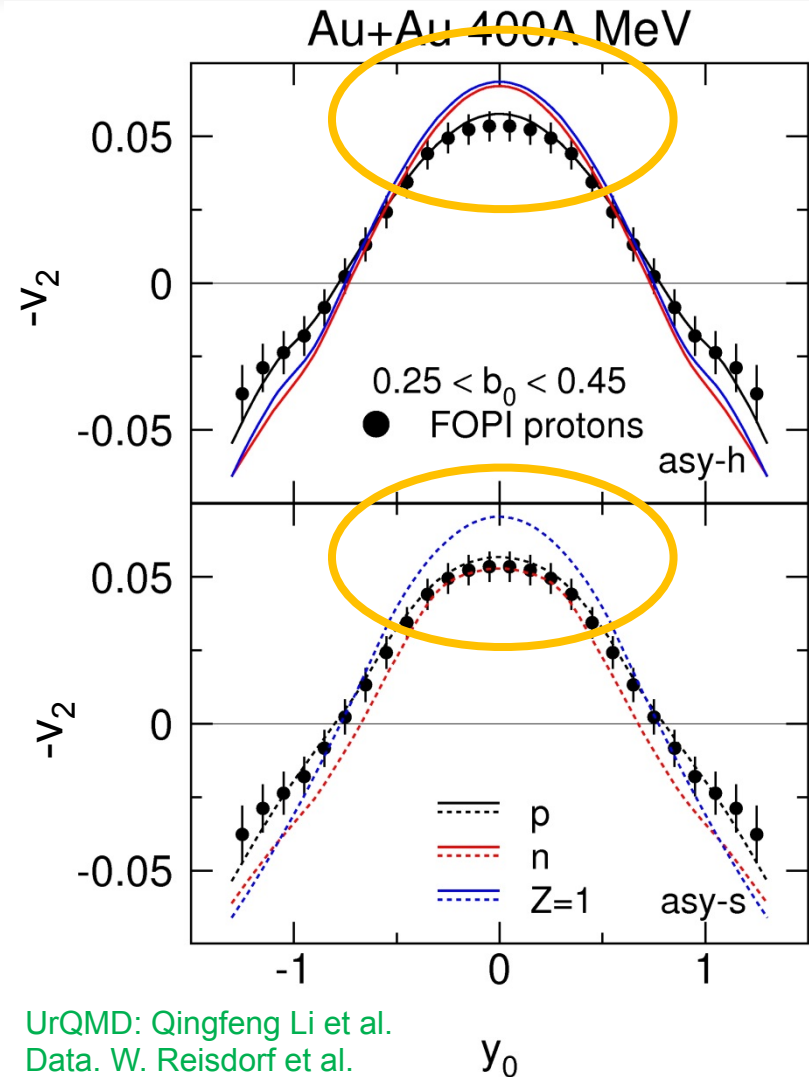 Au+Au 400A MeV
0.05
0
-0.05
-v2
0.25 < b0 < 0.45
FOPI protons
asy-h
0.05
0
-0.05
-v2
p
n
Z=1
asy-s
-1
0
1
y0
UrQMD: Qingfeng Li et al.
Data. W. Reisdorf et al.